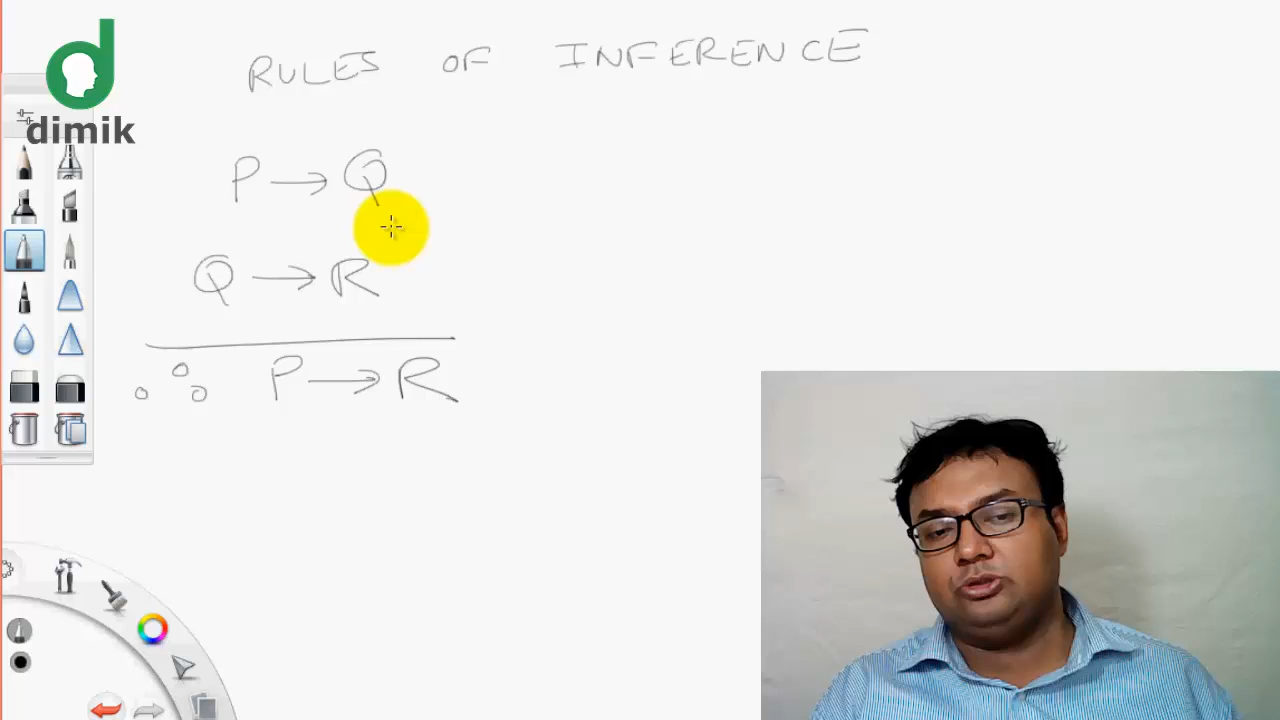 dimik
RULES OF INFERENCE
P → Q
Q → R
∴ P → R